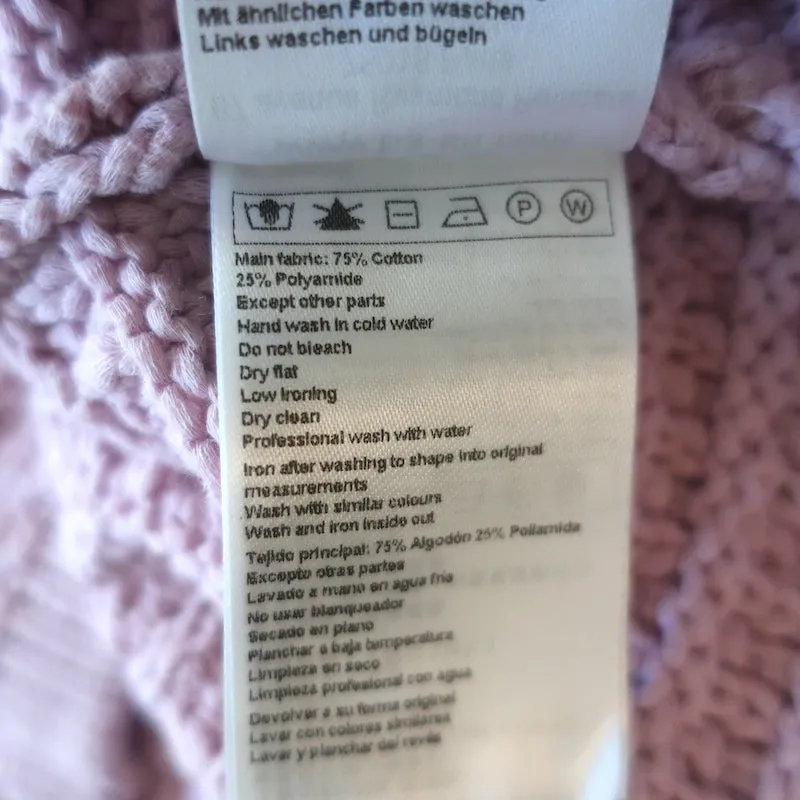 Mit ähnlichen Farben waschen
Links waschen und bügeln
P W
Main fabric: 75% Cotton
25% Polyamide
Except other parts
Hand wash in cold water
Do not bleach
Dry flat
Low ironing
Dry clean
Professional wash with water
Iron after washing to shape into original
measurements
Wash with similar colours
Wash and iron inside out
Tejido principal: 75% Algodón 25% Poliamida
Excepto otras partes
Lavado a mano en agua fría
No usar blanqueador
Secado en plano
Planchar a baja temperatura
Limpieza en seco
Limpieza profesional con agua
Devolver a su forma original
Lavar con colores similares
Lavar y planchar del revés